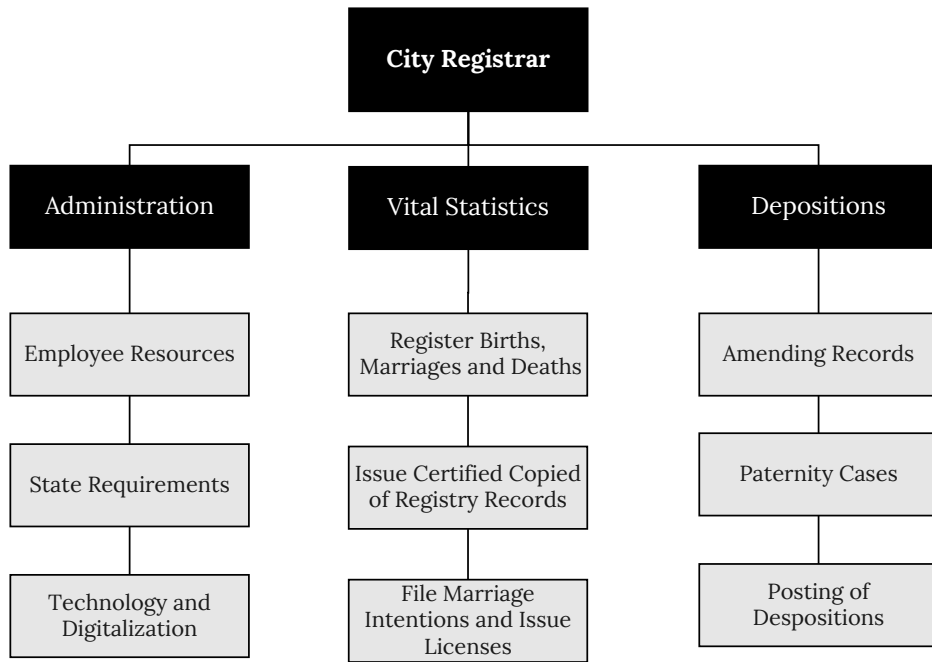 City Registrar
Administration
Vital Statistics
Depositions
Employee Resources
Register Births,
Marriages and Deaths
Amending Records
State Requirements
Issue Certified Copied
of Registry Records
Paternity Cases
Technology and
Digitalization
File Marriage
Intentions and Issue
Licenses
Posting of
Despositions